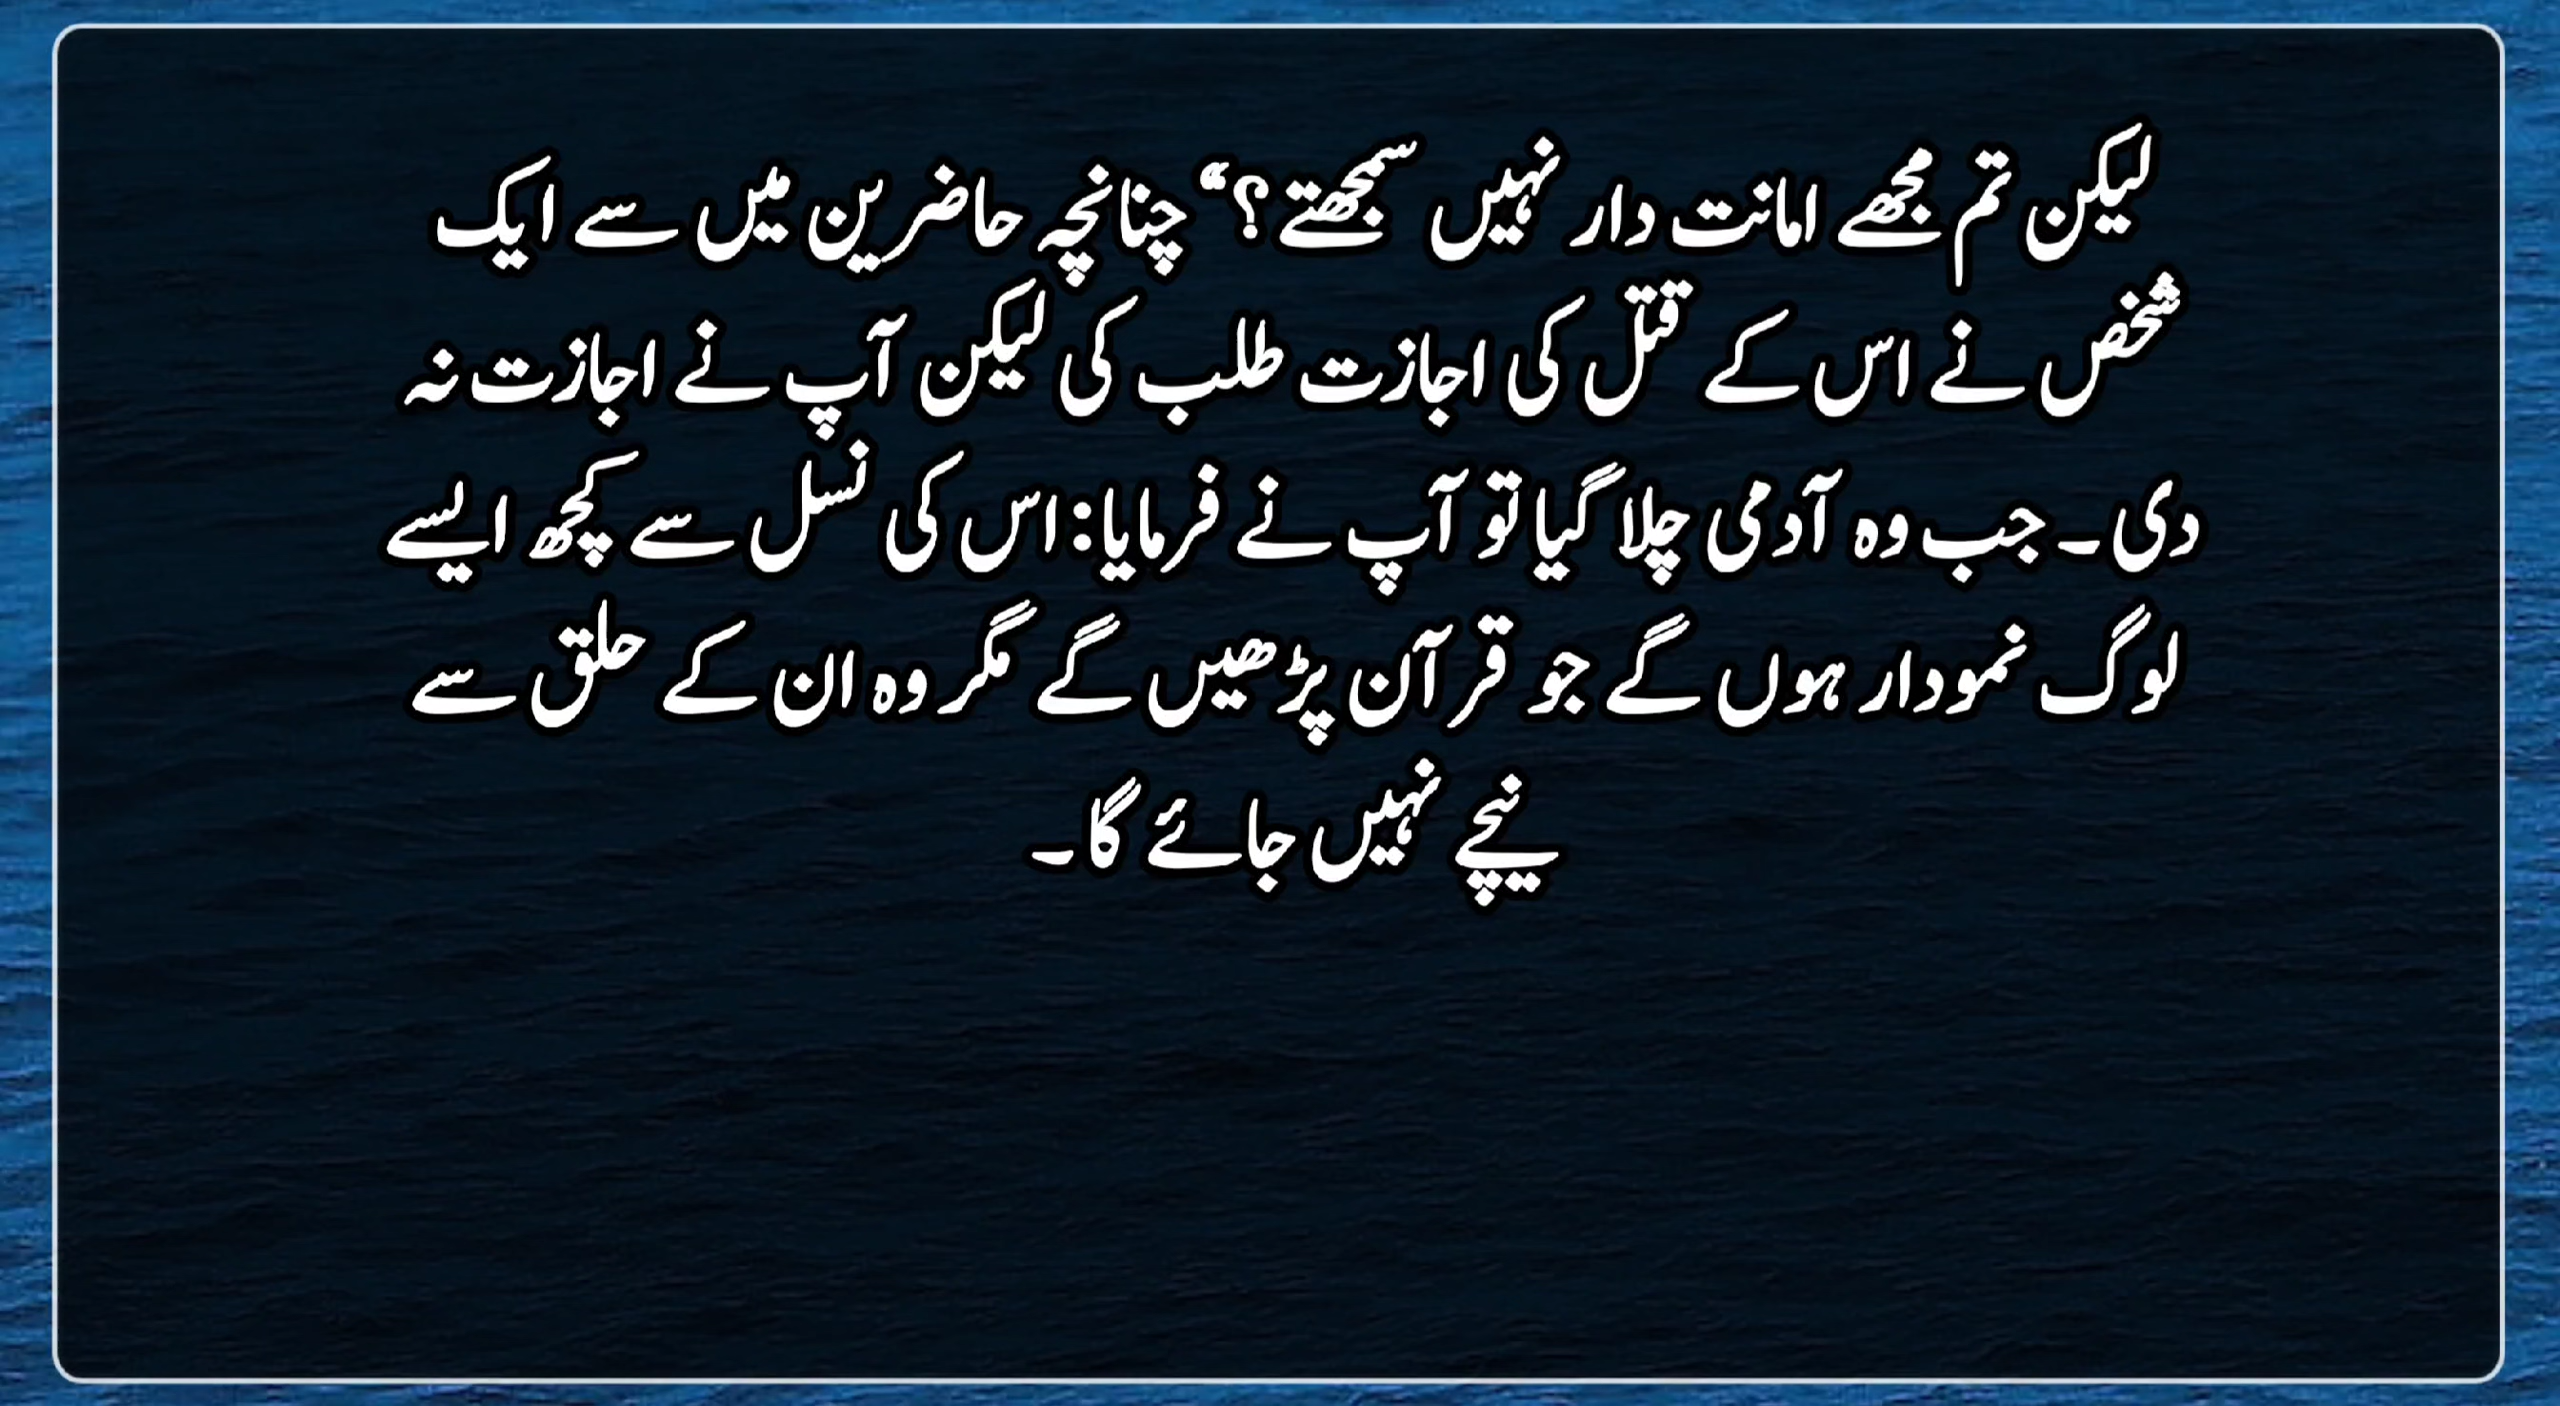 لیکن تم مجھے امانت دار نہیں سمجھتے؟“ چنانچہ حاضرین میں سے ایک
شخص نے اس کے قتل کی اجازت طلب کی لیکن آپ نے اجازت نہ
دی۔ جب وہ آدمی چلا گیا تو آپ نے فرمایا: اس کی نسل سے کچھ ایسے
لوگ نمودار ہوں گے جو قرآن پڑھیں گے مگر وہ ان کے حلق سے
نیچے نہیں جائے گا۔